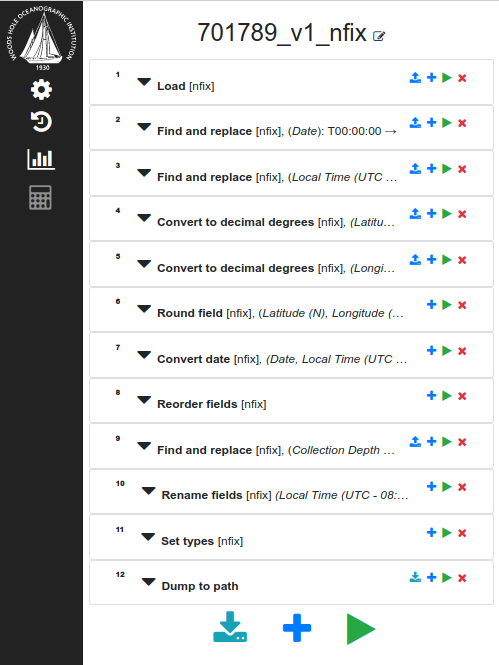 WOODS HOLE OCEANOGRAPHIC INSTITUTION
1930
701789_v1_nfix
1 Load [nfix]
2 Find and replace [nfix], (Date): T00:00:00 →
3 Find and replace [nfix], (Local Time (UTC ...
4 Convert to decimal degrees [nfix], (Latitu...
5 Convert to decimal degrees [nfix], (Longi...
6 Round field [nfix], (Latitude (N), Longitude (...
7 Convert date [nfix], (Date, Local Time (UTC ...
8 Reorder fields [nfix]
9 Find and replace [nfix], (Collection Depth ...
10 Rename fields [nfix] (Local Time (UTC - 08:...
11 Set types [nfix]
12 Dump to path